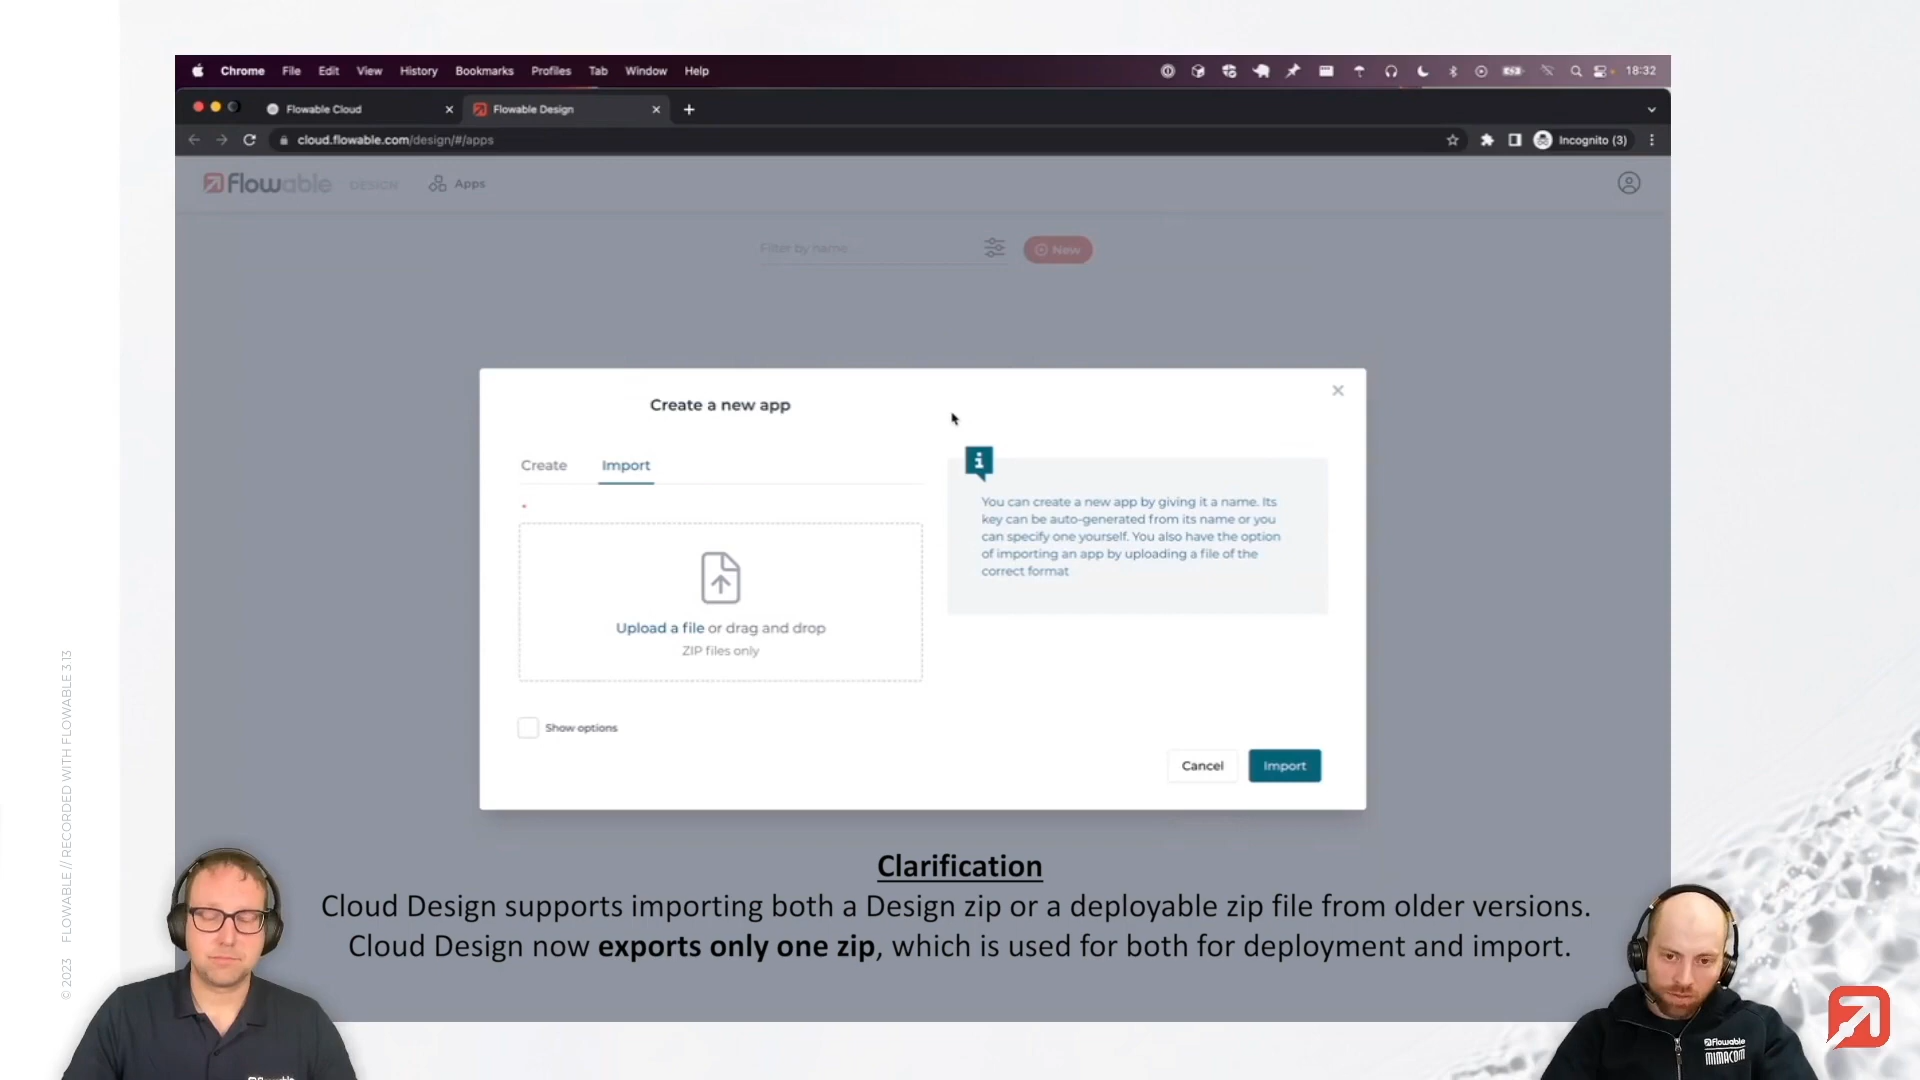 Chrome File Edit View History Bookmarks Profiles Tab Window Help 18:32
Flowable Cloud
Flowable Design
cloud.flowable.com/design/#/apps
Incognito (3)
Flowable DESIGN Apps
Filter by name
New
Create a new app
Create Import
*
Upload a file or drag and drop
ZIP files only
Show options
You can create a new app by giving it a name. Its
key can be auto-generated from its name or you
can specify one yourself. You also have the option
of importing an app by uploading a file of the
correct format
Cancel
Import
Clarification
Cloud Design supports importing both a Design zip or a deployable zip file from older versions.
Cloud Design now exports only one zip, which is used for both for deployment and import.
© 2023 FLOWABLE // RECORDED WITH FLOWABLE 3.13
Flowable
MIMACOM